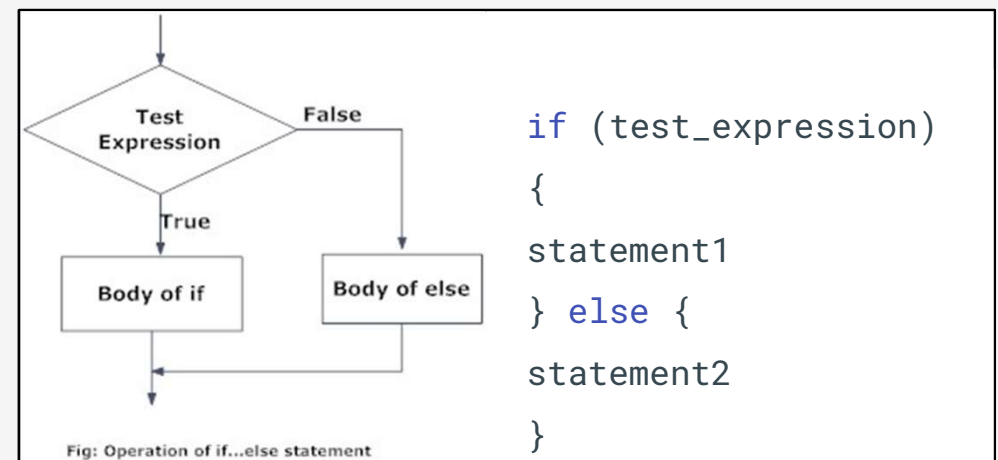 Test
Expression
False
True
Body of if
Body of else
Fig: Operation of if...else statement
if (test_expression)
{
statement1
} else {
statement2
}